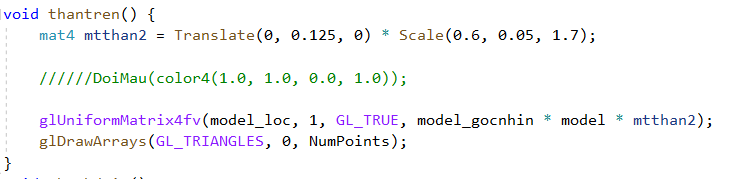 void thantren() {
mat4 mtthan2 = Translate(0, 0.125, 0) * Scale(0.6, 0.05, 1.7);
//////DoiMau(color4(1.0, 1.0, 0.0, 1.0));
glUniformMatrix4fv(model_loc, 1, GL_TRUE, model_gocnhin * model * mtthan2);
glDrawArrays(GL_TRIANGLES, 0, NumPoints);
}